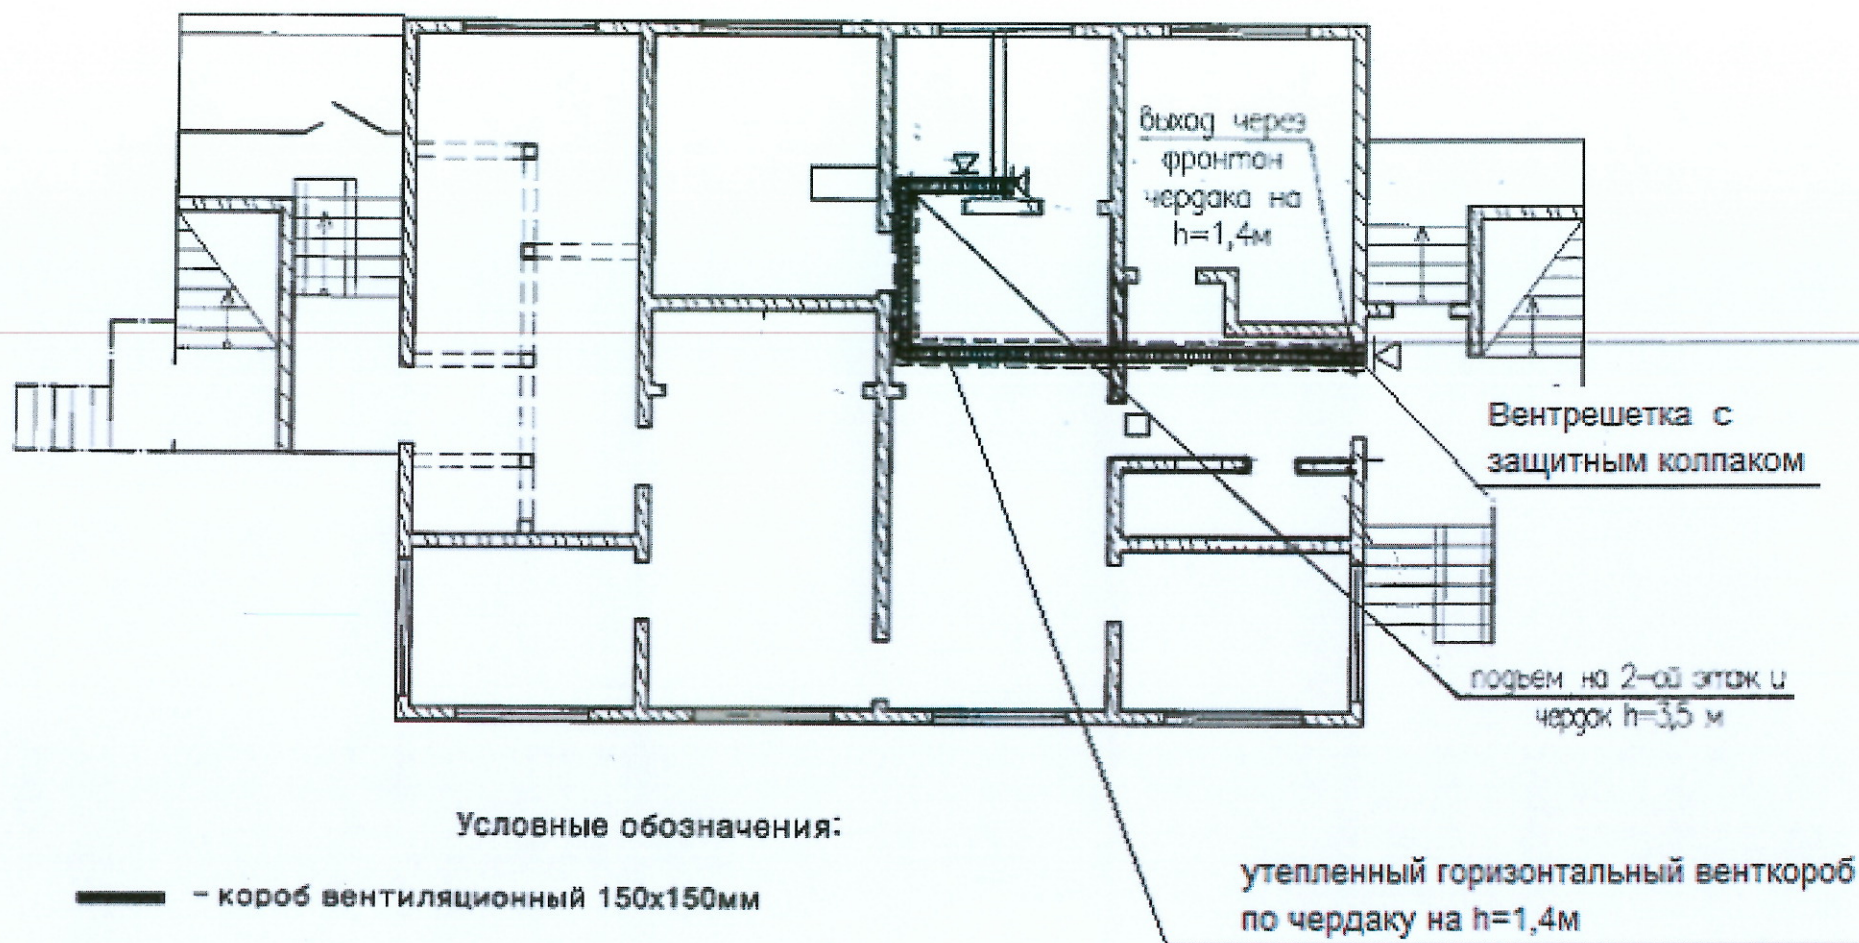 выход через
фронтон
чердака на
h=1,4м
Вентрешетка с
защитным колпаком
подъем на 2-ой этаж и
чердак h=3,5 м
Условные обозначения:
- короб вентиляционный 150х150мм
утепленный горизонтальный венткороб
по чердаку на h=1,4м